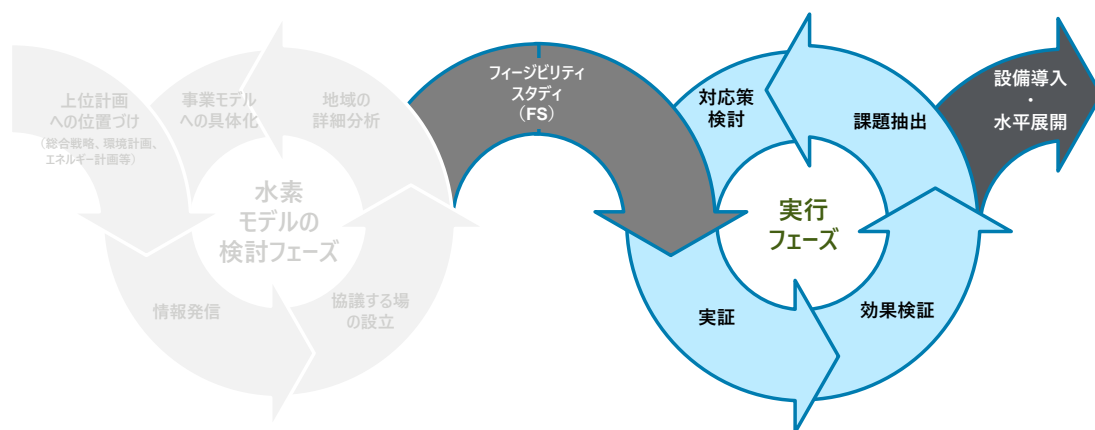 上位計画
への位置づけ
(総合戦略、環境計画、
エネルギー計画等)
事業モデル
への具体化
地域の
詳細分析
水素
モデルの
検討フェーズ
情報発信
協議する場
の設立
フィージビリティ
スタディ
(FS)
対応策
検討
課題抽出
実行
フェーズ
実証
効果検証
設備導入
・
水平展開